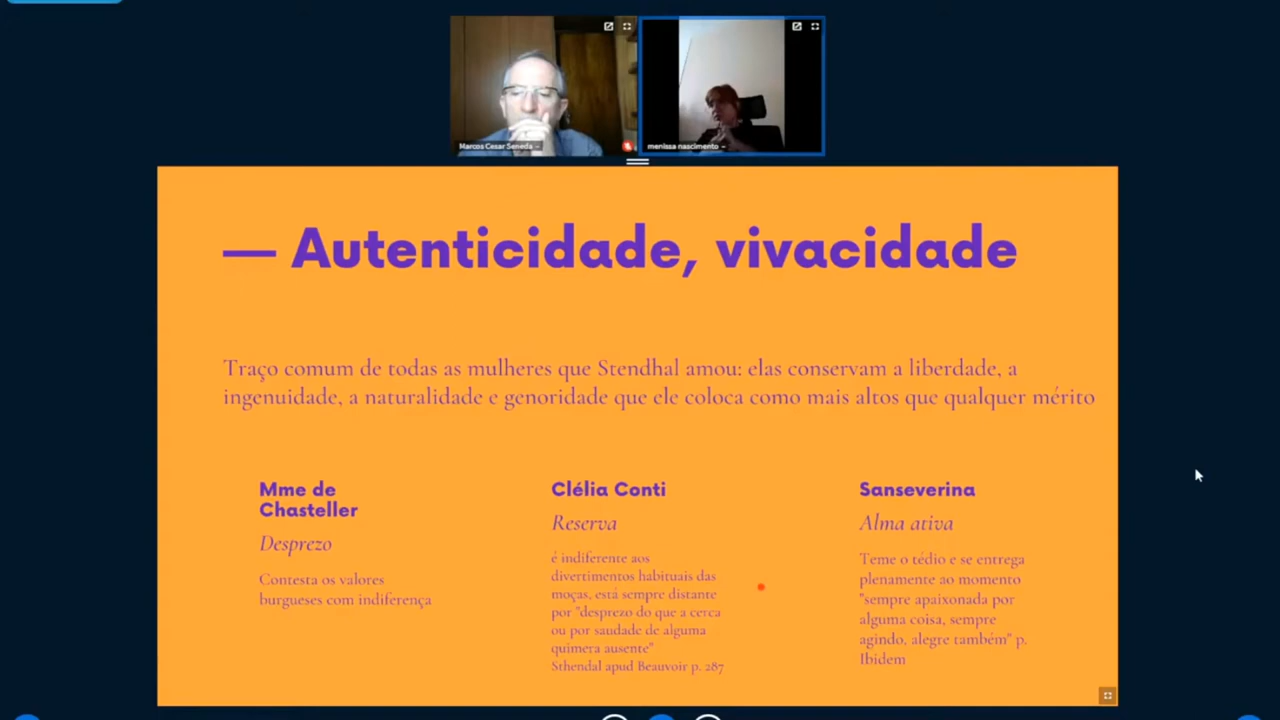 Marcos Cesar Seneda
menissa nascimento
— Autenticidade, vivacidade
Traço comum de todas as mulheres que Stendhal amou: elas conservam a liberdade, a
ingenuidade, a naturalidade e genoridade que ele coloca como mais altos que qualquer mérito
Mme de
Chasteller
Desprezo
Contesta os valores
burgueses com indiferença
Clélia Conti
Reserva
é indiferente aos
divertimentos habituais das
moças, está sempre distante
por "desprezo do que a cerca
ou por saudade de alguma
quimera ausente"
Sthendal apud Beauvoir p. 287
Sanseverina
Alma ativa
Teme o tédio e se entrega
plenamente ao momento
"sempre apaixonada por
alguma coisa, sempre
agindo, alegre também" p.
Ibidem